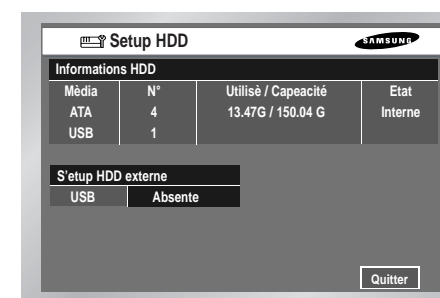 Setup HDD
SAMSUNG
Informations HDD
Mèdia N° Utilisè / Capeacité Etat
ATA 4 13.47G / 150.04 G Interne
USB 1
S'etup HDD externe
USB Absente
Quitter